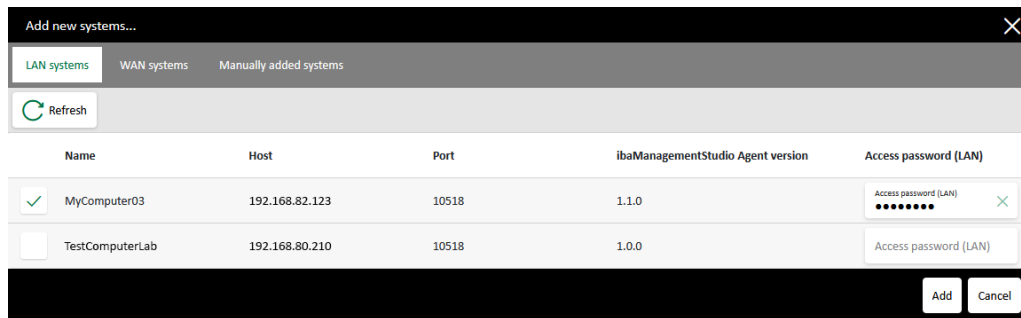 Add new systems...
LAN systems WAN systems Manually added systems
Refresh
Name Host Port ibaManagementStudio Agent version Access password (LAN)
Access password (LAN)
MyComputer03 192.168.82.123 10518 1.1.0 ●●●●●●●●
TestComputerLab 192.168.80.210 10518 1.0.0 Access password (LAN)
Add Cancel